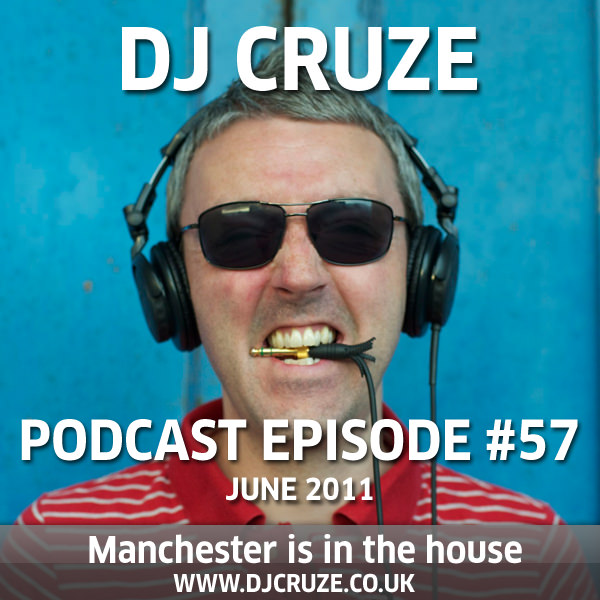 DJ CRUZE
PODCAST EPISODE #57
JUNE 2011
Manchester is in the house
WWW.DJCRUZE.CO.UK